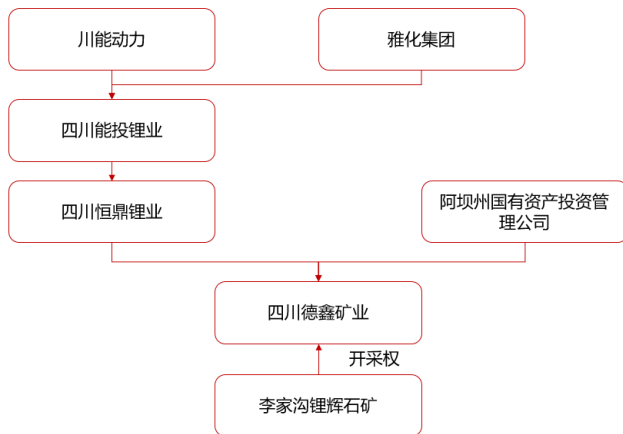 川能动力
雅化集团
四川能投锂业
四川恒鼎锂业
阿坝州国有资产投资管
理公司
四川德鑫矿业
开采权
李家沟锂辉石矿